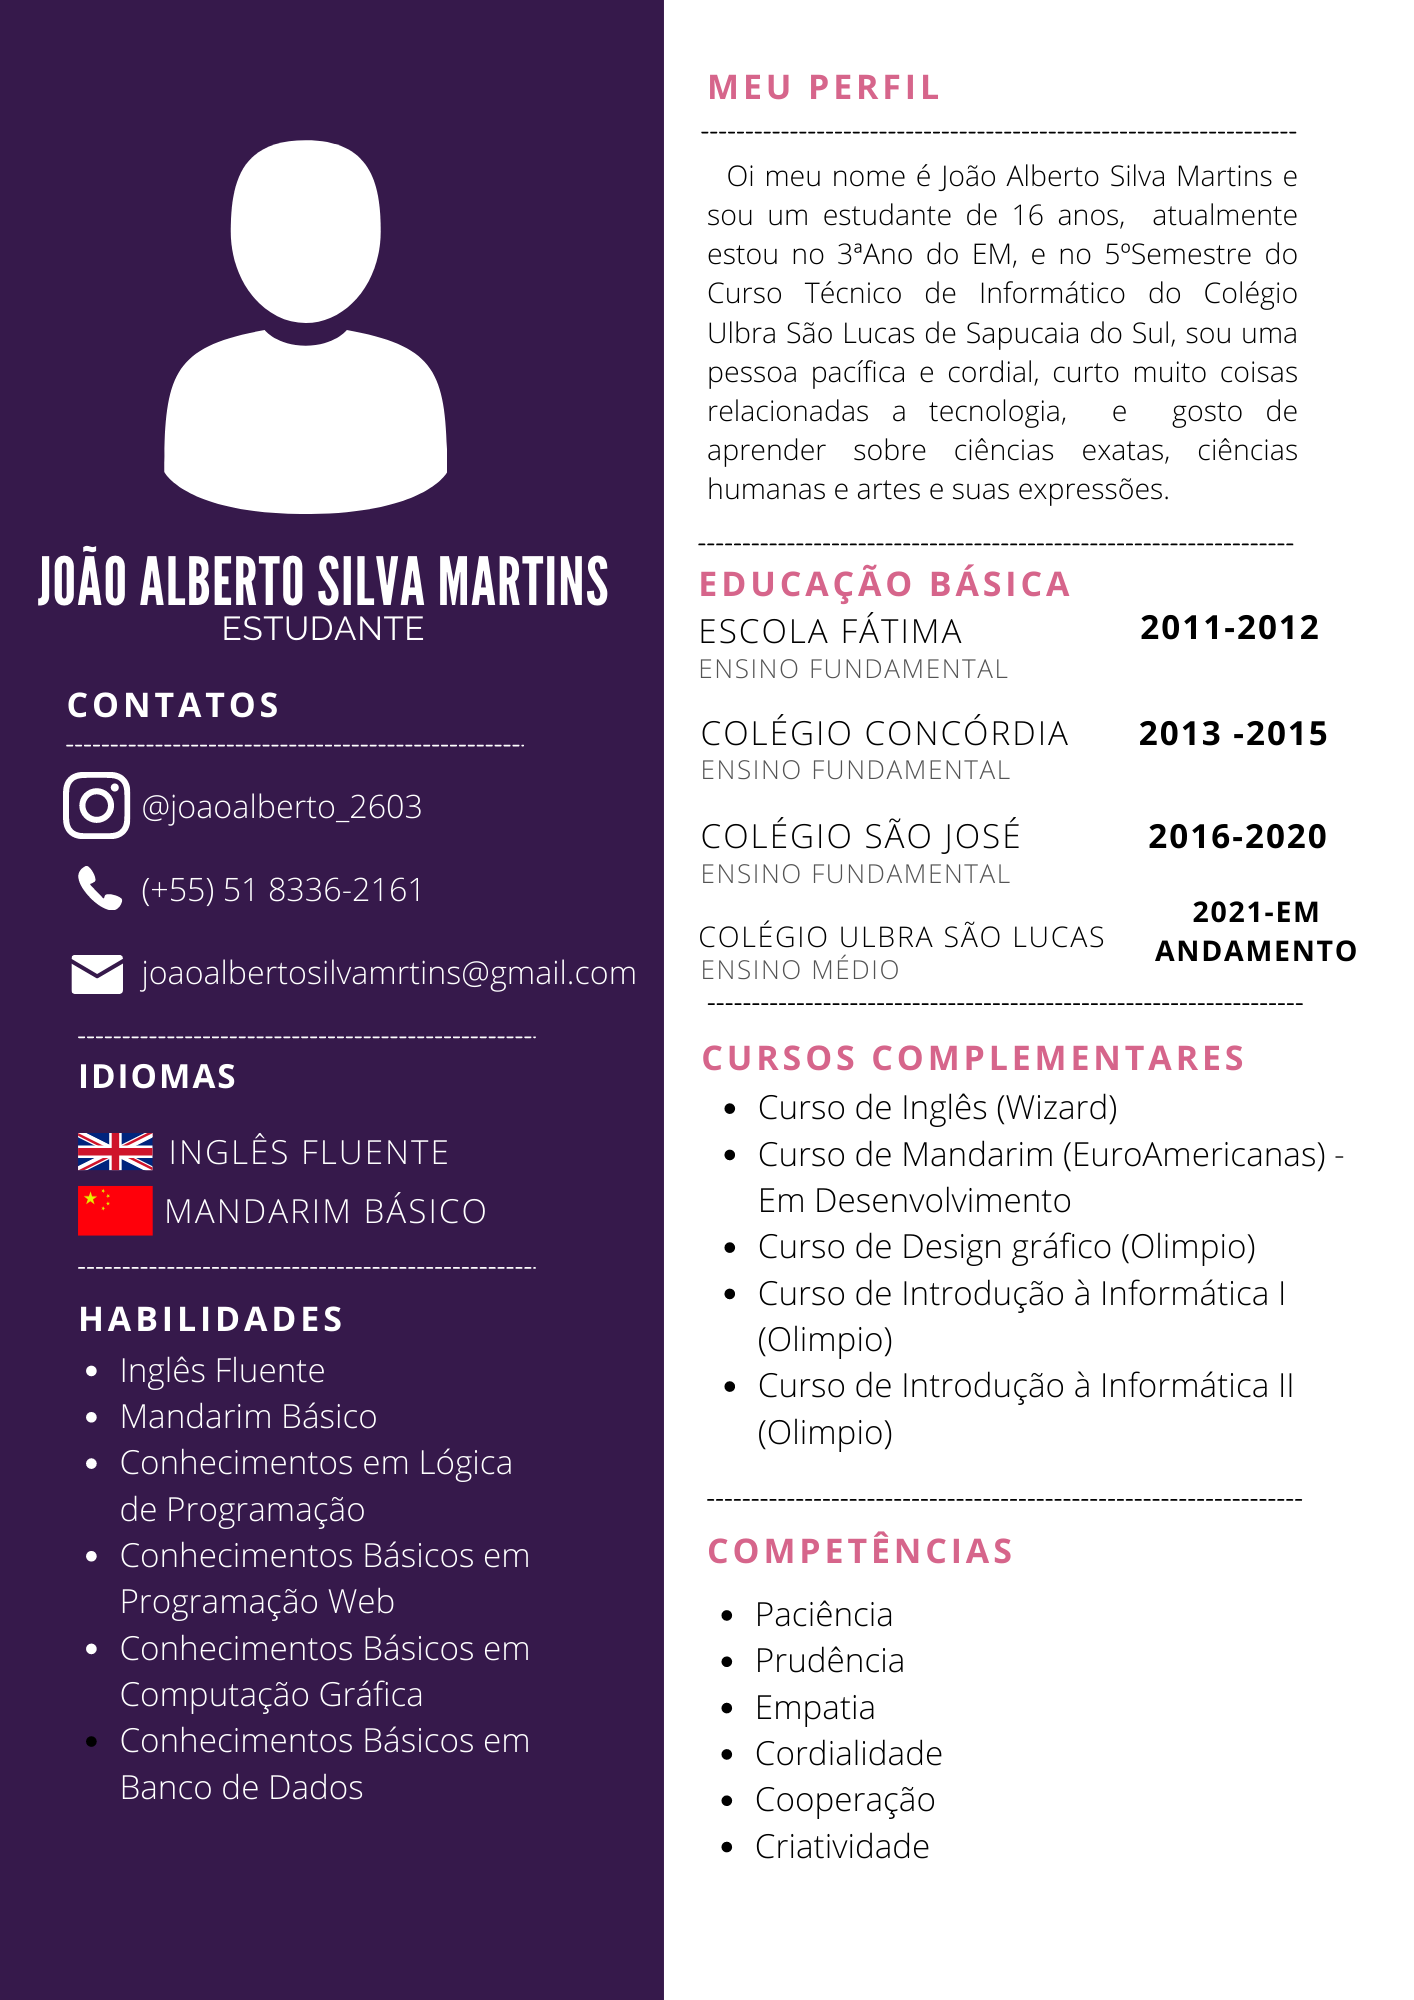 JOÃO ALBERTO SILVA MARTINS
ESTUDANTE
CONTATOS
@joaoalberto_2603
(+55) 51 8336-2161
joaoalbertosilvamrtins@gmail.com
IDIOMAS
INGLÊS FLUENTE
MANDARIM BÁSICO
HABILIDADES
• Inglês Fluente
• Mandarim Básico
• Conhecimentos em Lógica
de Programação
• Conhecimentos Básicos em
Programação Web
• Conhecimentos Básicos em
Computação Gráfica
• Conhecimentos Básicos em
Banco de Dados
MEU PERFIL
Oi meu nome é João Alberto Silva Martins e
sou um estudante de 16 anos, atualmente
estou no 3ªAno do EM, e no 5ºSemestre do
Curso Técnico de Informático do Colégio
Ulbra São Lucas de Sapucaia do Sul, sou uma
pessoa pacífica e cordial, curto muito coisas
relacionadas a tecnologia, e gosto de
aprender sobre ciências exatas, ciências
humanas e artes e suas expressões.
EDUCAÇÃO BÁSICA
ESCOLA FÁTIMA 2011-2012
ENSINO FUNDAMENTAL
COLÉGIO CONCÓRDIA 2013 -2015
ENSINO FUNDAMENTAL
COLÉGIO SÃO JOSÉ 2016-2020
ENSINO FUNDAMENTAL
2021-EM
ANDAMENTO
COLÉGIO ULBRA SÃO LUCAS
ENSINO MÉDIO
CURSOS COMPLEMENTARES
• Curso de Inglês (Wizard)
• Curso de Mandarim (EuroAmericanas) -
Em Desenvolvimento
• Curso de Design gráfico (Olimpio)
• Curso de Introdução à Informática I
(Olimpio)
• Curso de Introdução à Informática II
(Olimpio)
COMPETÊNCIAS
• Paciência
• Prudência
• Empatia
• Cordialidade
• Cooperação
• Criatividade